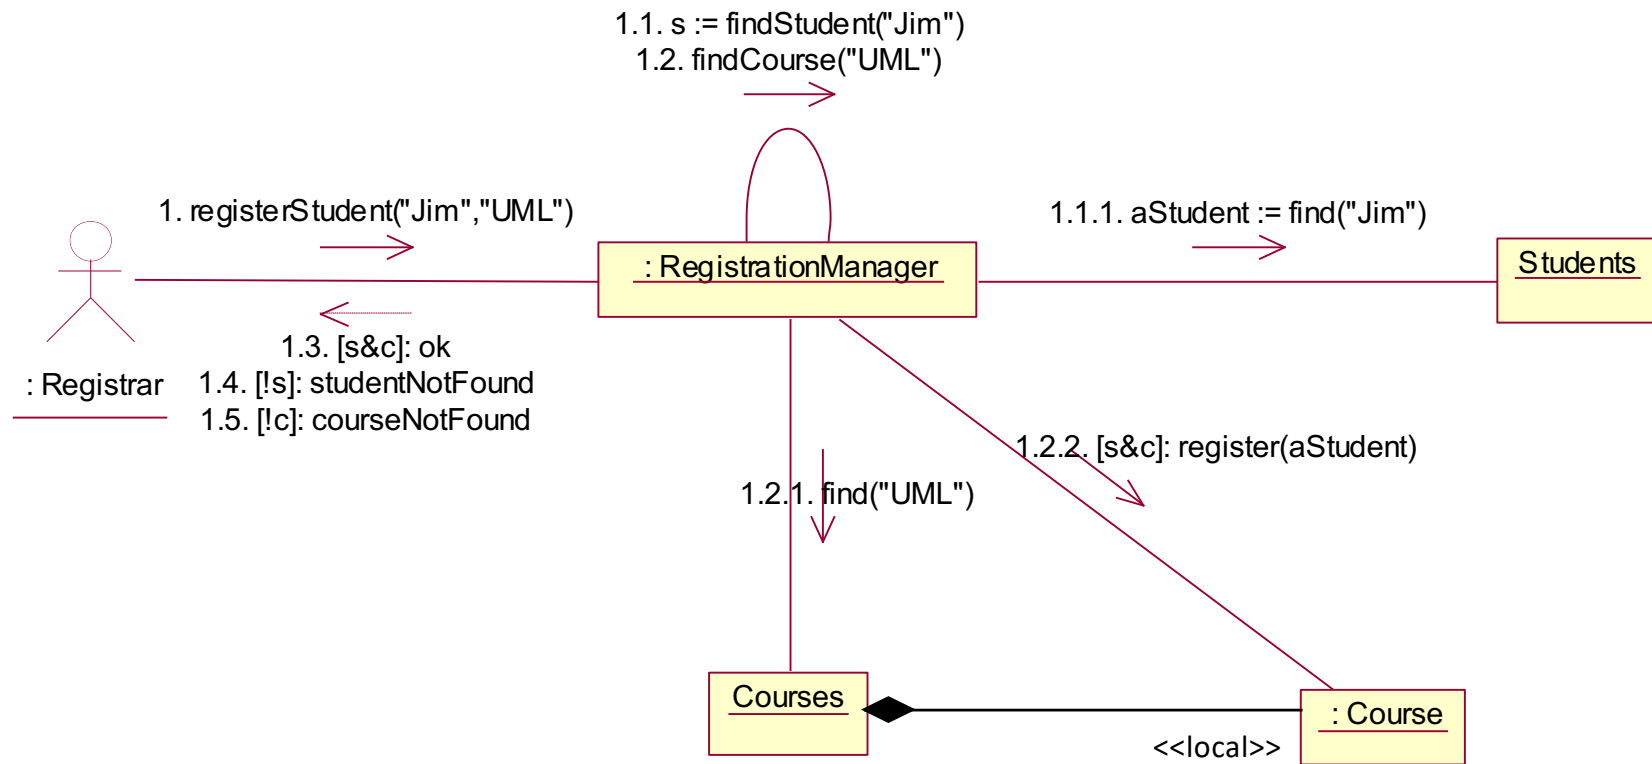 1.1. s := findStudent("Jim")
1.2. findCourse("UML")
1. registerStudent("Jim","UML")
1.1.1. aStudent := find("Jim")
: RegistrationManager
Students
1.3. [s&c]: ok
: Registrar
1.4. [!s]: studentNotFound
1.5. [!c]: courseNotFound
1.2.2. [s&c]: register(aStudent)
1.2.1. find("UML")
Courses
: Course
<<local>>